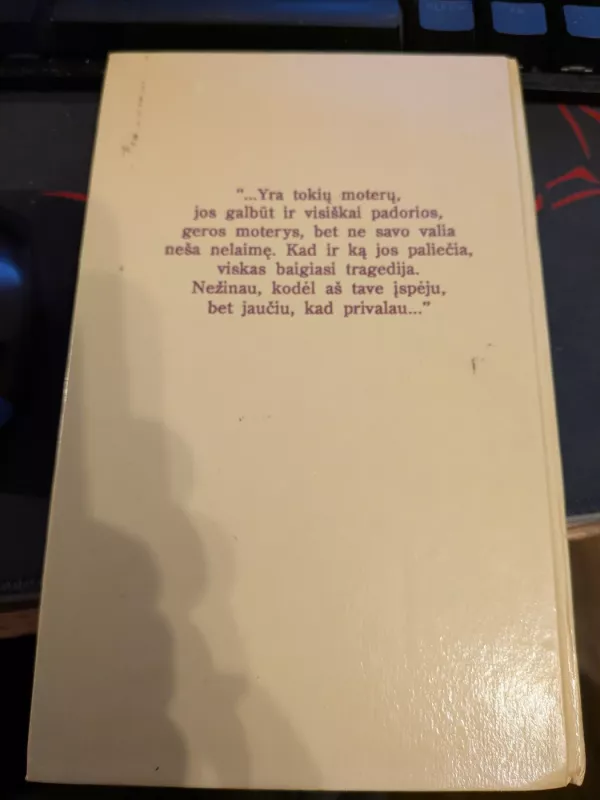 “...Yra tokių moterų,
jos galbūt ir visiškai padorios,
geros moterys, bet ne savo valia
neša nelaimę. Kad ir ką jos paliečia,
viskas baigiasi tragedija.
Nežinau, kodėl aš tave įspėju,
bet jaučiu, kad privalau...”